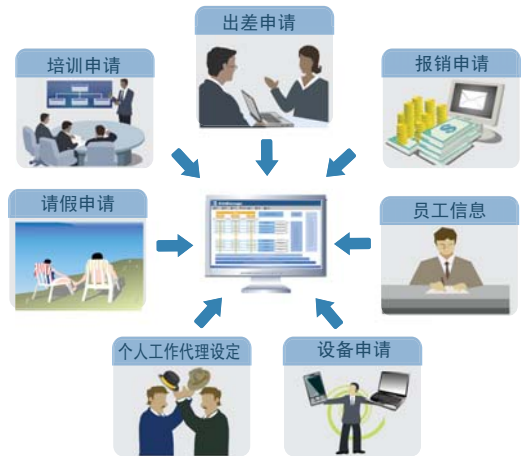 出差申请
培训申请
报销申请
请假申请
员工信息
个人工作代理设定
设备申请